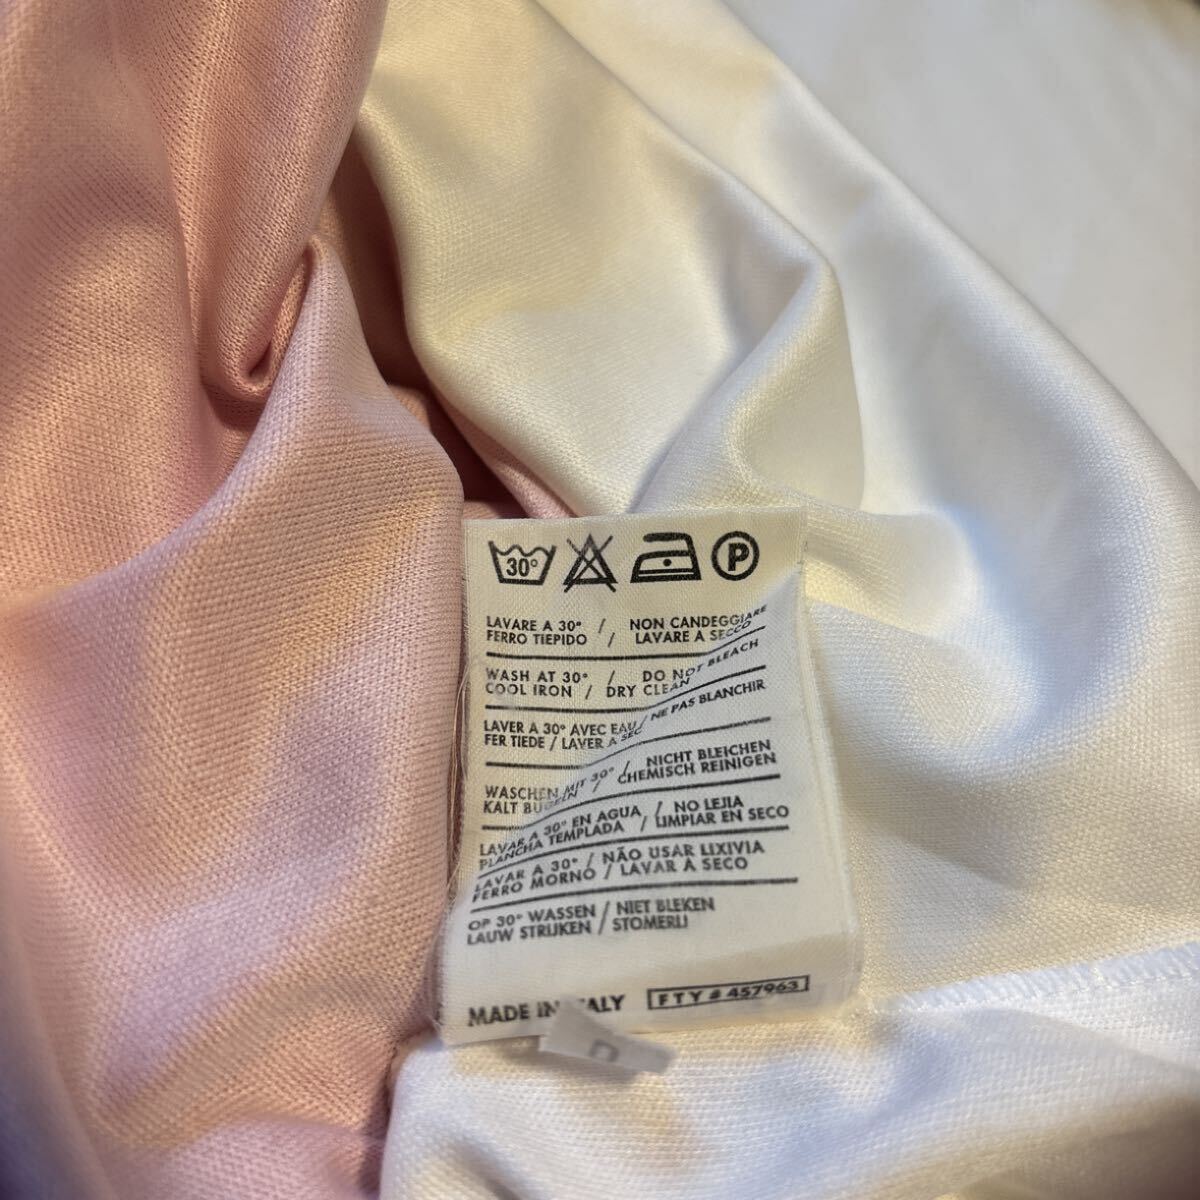 30°
P
LAVARE A 30° / NON CANDEGGIARE
FERRO TIEPIDO / LAVARE A SECCO
WASH AT 30° / DO NOT BLEACH
COOL IRON / DRY CLEAN
LAVER A 30° AVEC EAU / NE PAS BLANCHIR
FER TIEDE / LAVER A SEC
WASCHEN MIT 30° / NICHT BLEICHEN
KALT BUGELN / CHEMISCH REINIGEN
LAVAR A 30° EN AGUA / NO LEJIA
PLANCHA TEMPLADA / LIMPIAR EN SECO
LAVAR A 30° / NÃO USAR LIXIVIA
FERRO MORNO / LAVAR A SECO
OP 30° WASSEN / NIET BLEKEN
LAUW STRIJKEN / STOMERIJ
MADE IN ITALY FTY # 457963